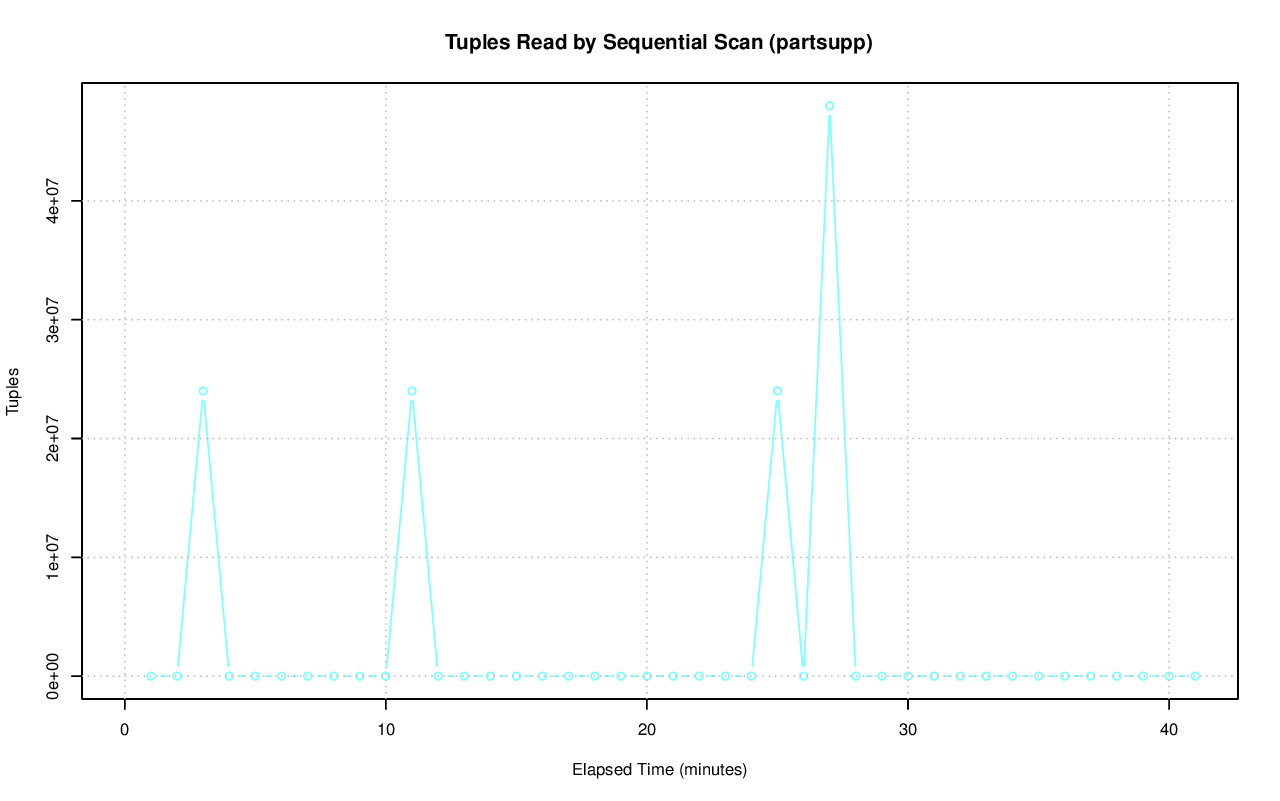 Tuples Read by Sequential Scan (partsupp)
4e+07
3e+07
2e+07
1e+07
0e+00
Tuples
0 10 20 30 40
Elapsed Time (minutes)